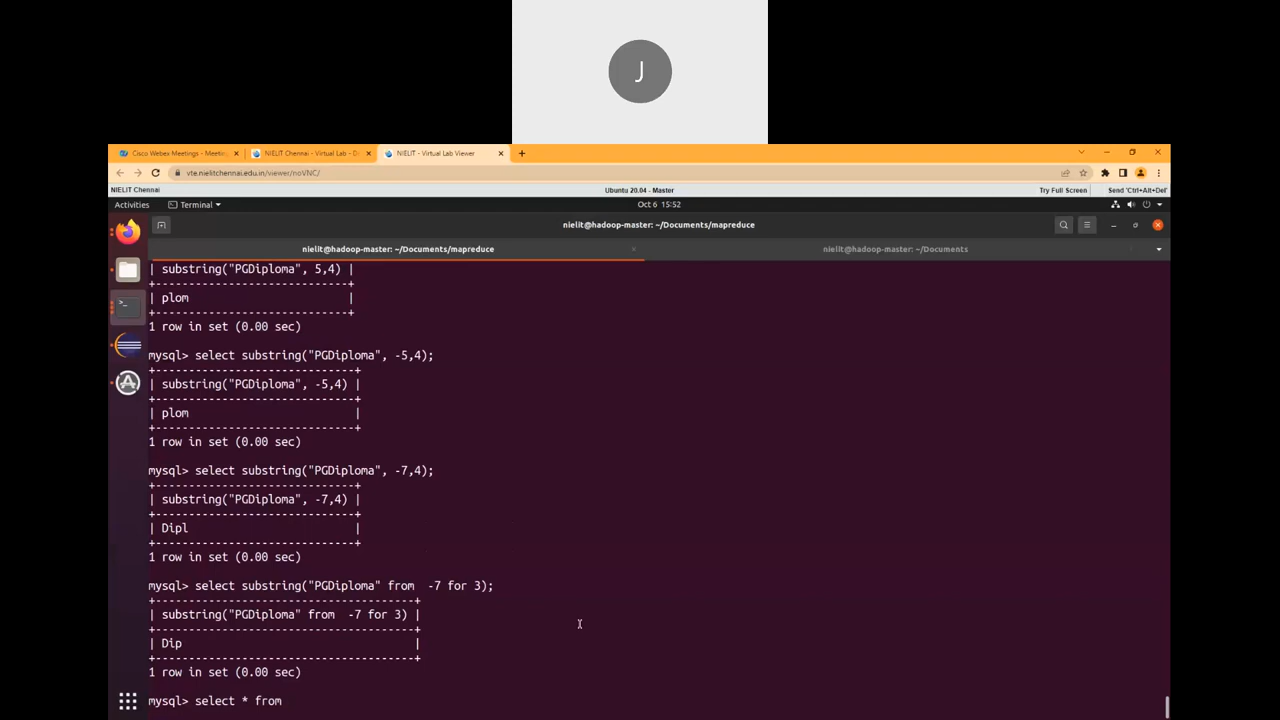 J
Cisco Webex Meetings - Meetin
NIELIT Chennai - Virtual Lab - D
NIELIT - Virtual Lab Viewer
vte.nielitchennai.edu.in/viewer/noVNC/
NIELIT Chennai
Ubuntu 20.04 - Master
Try Full Screen
Send 'Ctrl+Alt+Del'
Activities
Terminal
Oct 6 15:52
nielit@hadoop-master: ~/Documents/mapreduce
nielit@hadoop-master: ~/Documents/mapreduce
nielit@hadoop-master: ~/Documents
| substring("PGDiploma", 5,4) |
+-----------------------------+
| plom                        |
+-----------------------------+
1 row in set (0.00 sec)
mysql> select substring("PGDiploma", -5,4);
+------------------------------+
| substring("PGDiploma", -5,4) |
+------------------------------+
| plom                         |
+------------------------------+
1 row in set (0.00 sec)
mysql> select substring("PGDiploma", -7,4);
+------------------------------+
| substring("PGDiploma", -7,4) |
+------------------------------+
| Dipl                         |
+------------------------------+
1 row in set (0.00 sec)
mysql> select substring("PGDiploma" from  -7 for 3);
+---------------------------------------+
| substring("PGDiploma" from  -7 for 3) |
+---------------------------------------+
| Dip                                   |
+---------------------------------------+
1 row in set (0.00 sec)
mysql> select * from